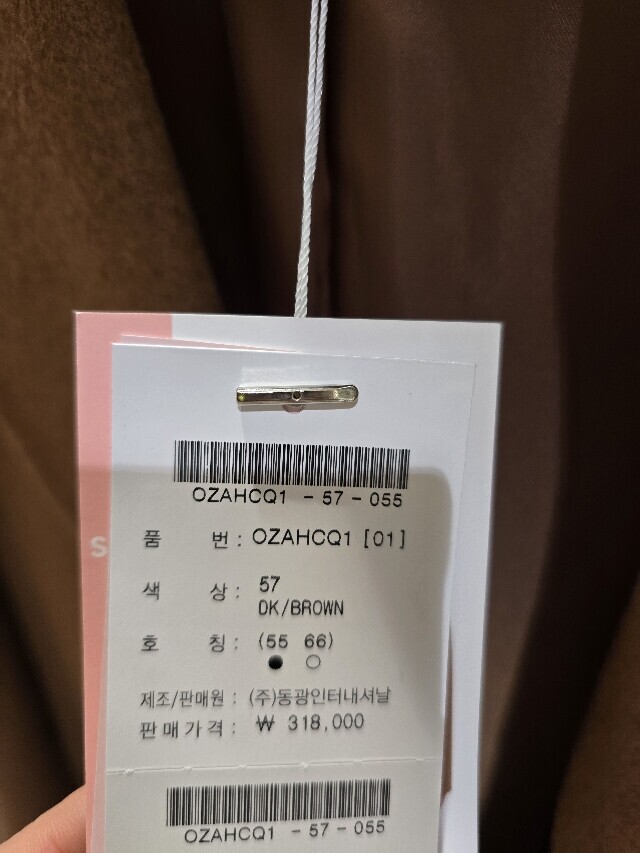 OZAHCQ1 - 57 - 055
품 번 : OZAHCQ1 [01]
색 상 : 57
DK/BROWN
호 칭 : (55 66)
● ○
제조/판매원 : (주)동광인터내셔날
판매가격 : ₩ 318,000
OZAHCQ1 - 57 - 055
S